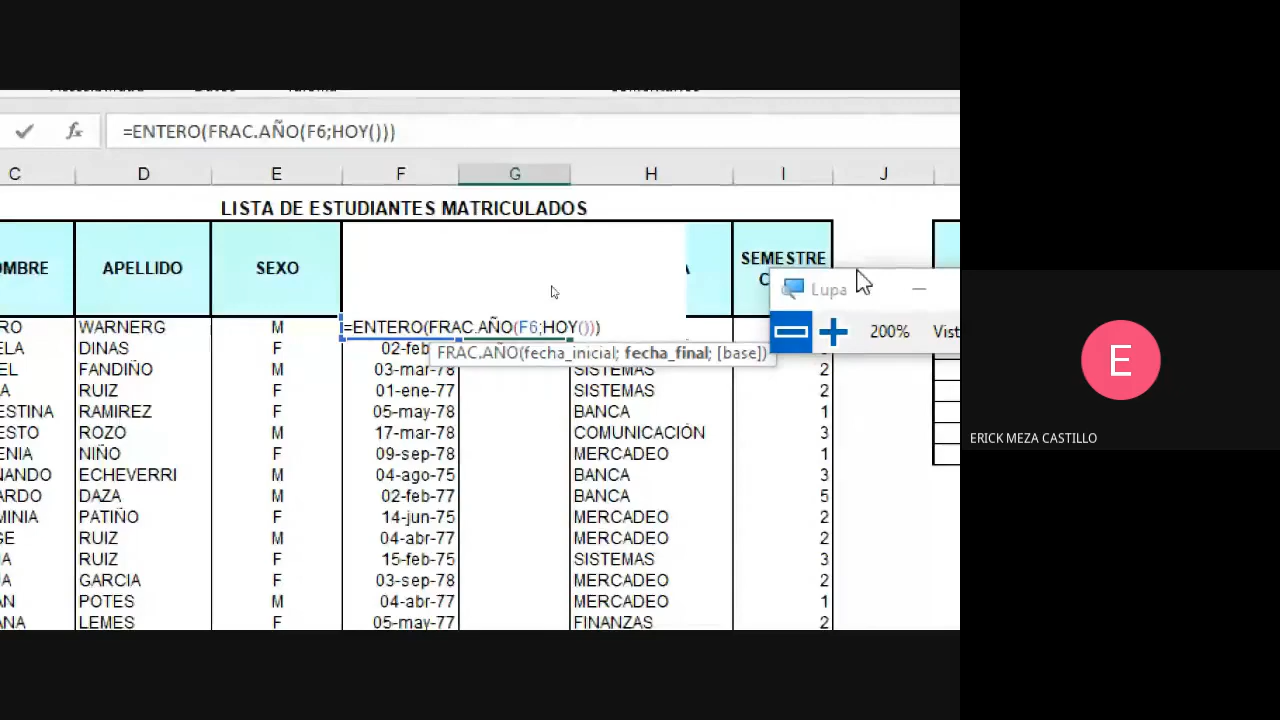 =ENTERO(FRAC.AÑO(F6;HOY()))
C D E F G H I J
LISTA DE ESTUDIANTES MATRICULADOS
OMBRE APELLIDO SEXO A SEMESTRE
C
Lupa
200% Vist
RO WARNERG M =ENTERO(FRAC.AÑO(F6;HOY()))
ELA DINAS F 02-feb
FRAC.AÑO(fecha_inicial; fecha_final; [base])
EL FANDIÑO M 03-mar-78 SISTEMAS 2
A RUIZ F 01-ene-77 SISTEMAS 2
ESTINA RAMIREZ F 05-may-78 BANCA 1
ESTO ROZO M 17-mar-78 COMUNICACIÓN 3
ENIA NIÑO F 09-sep-78 MERCADEO 1
NANDO ECHEVERRI M 04-ago-75 BANCA 3
ARDO DAZA M 02-feb-77 BANCA 5
MINIA PATIÑO F 14-jun-75 MERCADEO 2
GE RUIZ M 04-abr-77 MERCADEO 2
A RUIZ F 15-feb-75 SISTEMAS 3
A GARCIA F 03-sep-78 MERCADEO 2
AN POTES M 04-abr-77 MERCADEO 1
ANA LEMES F 05-may-77 FINANZAS 2
E
ERICK MEZA CASTILLO